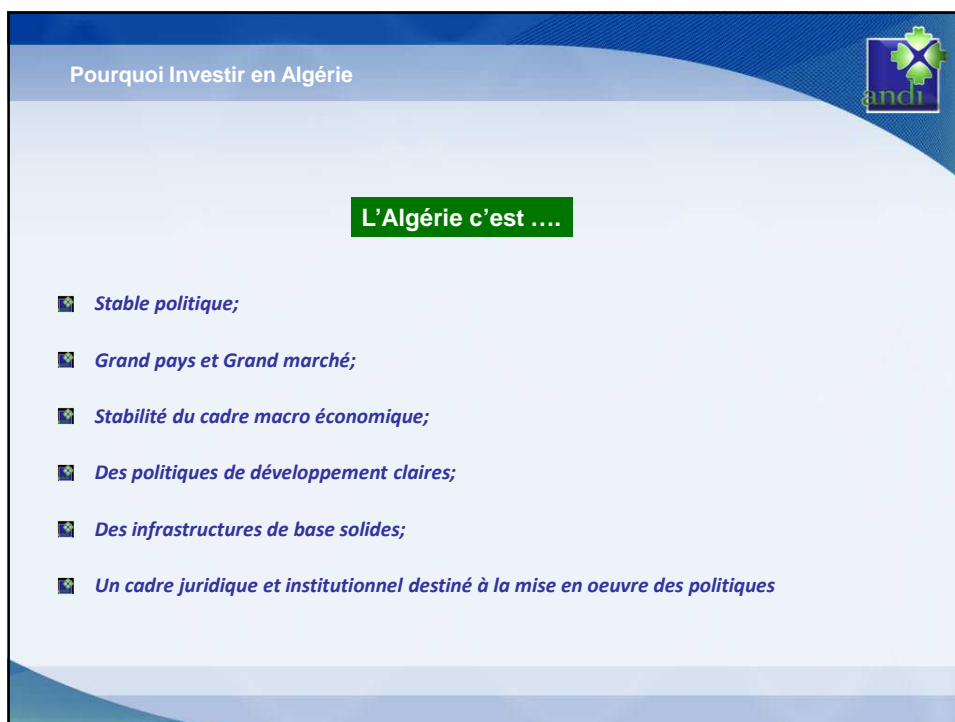 Pourquoi Investir en Algérie
andi
L’Algérie c’est ….
Stable politique;
Grand pays et Grand marché;
Stabilité du cadre macro économique;
Des politiques de développement claires;
Des infrastructures de base solides;
Un cadre juridique et institutionnel destiné à la mise en oeuvre des politiques